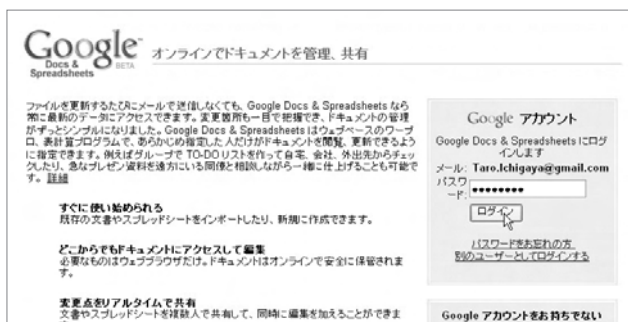 Google
Docs & BETA
Spreadsheets
オンラインでドキュメントを管理、共有
ファイルを更新するたびにメールで送信しなくても、Google Docs & Spreadsheets なら
常に最新のデータにアクセスできます。変更箇所も一目で把握でき、ドキュメントの管理
がずっとシンプルになりました。Google Docs & Spreadsheets はウェブベースのワープ
ロ、表計算プログラムで、あらかじめ指定した人だけがドキュメントを閲覧、更新できるよう
に指定できます。例えばグループで TO-DO リストを作って自宅、会社、外出先からチェッ
クしたり、急なプレゼン資料を遠方にいる同僚と相談しながら一緒に仕上げることも可能で
す。 詳細
すぐに使い始められる
既存の文書やスプレッドシートをインポートしたり、新規に作成できます。
どこからでもドキュメントにアクセスして編集
必要なものはウェブブラウザだけ。ドキュメントはオンラインで安全に保管されま
す。
変更点をリアルタイムで共有
文書やスプレッドシートを複数人で共有して、同時に編集を加えることができま
Google アカウント
Google Docs & Spreadsheets にログ
インします
メール: Taro.Ichigaya@gmail.com
パスワ
ード:
ログイン
パスワードをお忘れの方
別のユーザーとしてログインする
Google アカウントをお持ちでない